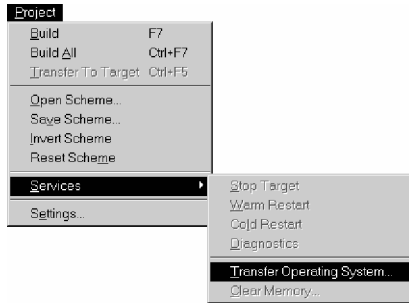 Project
Build F7
Build All Ctrl+F7
Transfer To Target Ctrl+F5
Open Scheme...
Save Scheme...
Invert Scheme
Reset Scheme
Services
Settings...
Stop Target
Warm Restart
Cold Restart
Diagnostics
Transfer Operating System...
Clear Memory...